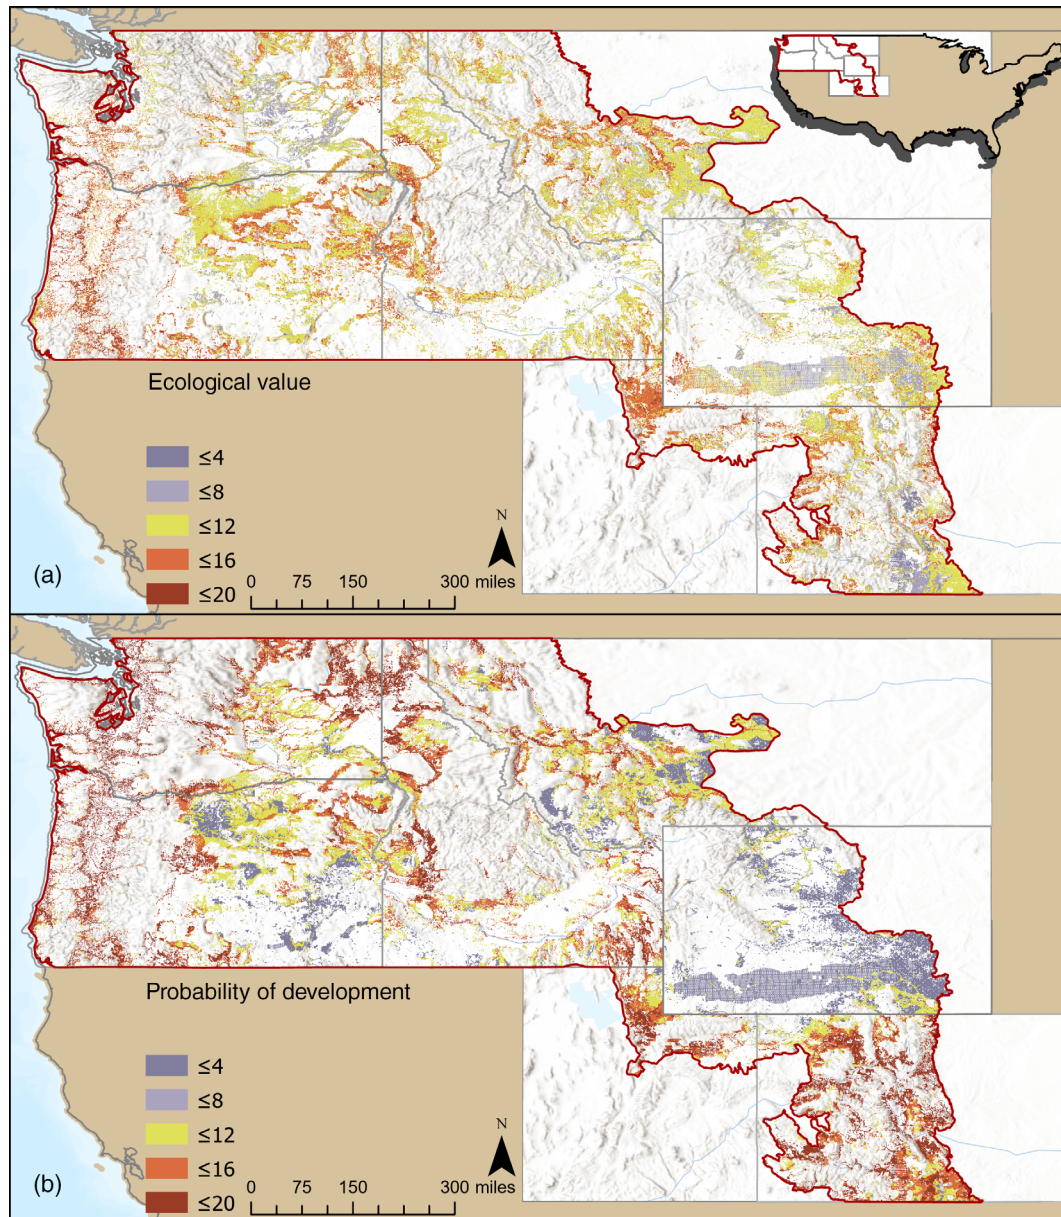 Ecological value
≤4
≤8
≤12
≤16
≤20
N
0 75 150 300 miles
(a)
Probability of development
≤4
≤8
≤12
≤16
≤20
N
0 75 150 300 miles
(b)